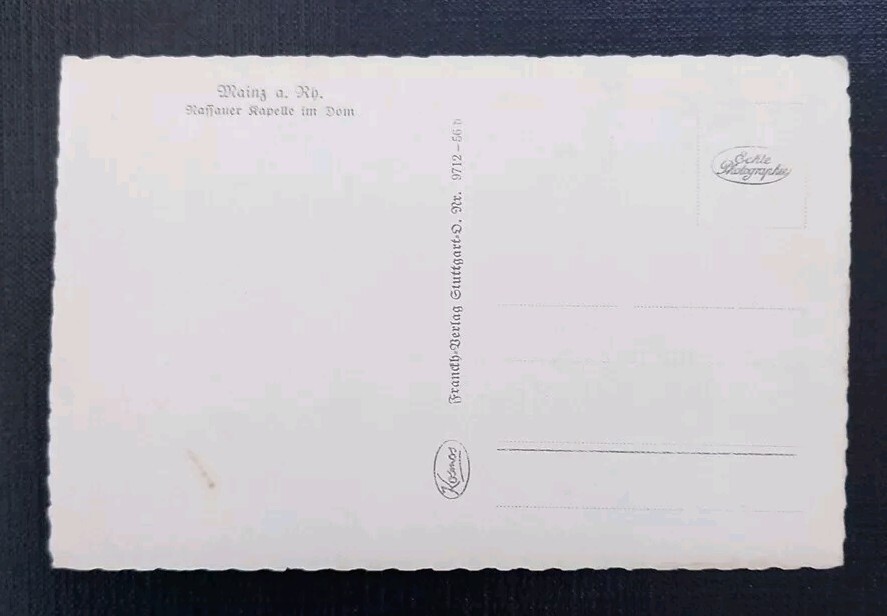 Mainz a. Rh.
Nassauer Kapelle im Dom
Franckh-Verlag Stuttgart-O. Nr. 9712 – 56 b
Kosmos
Echte
Photographie